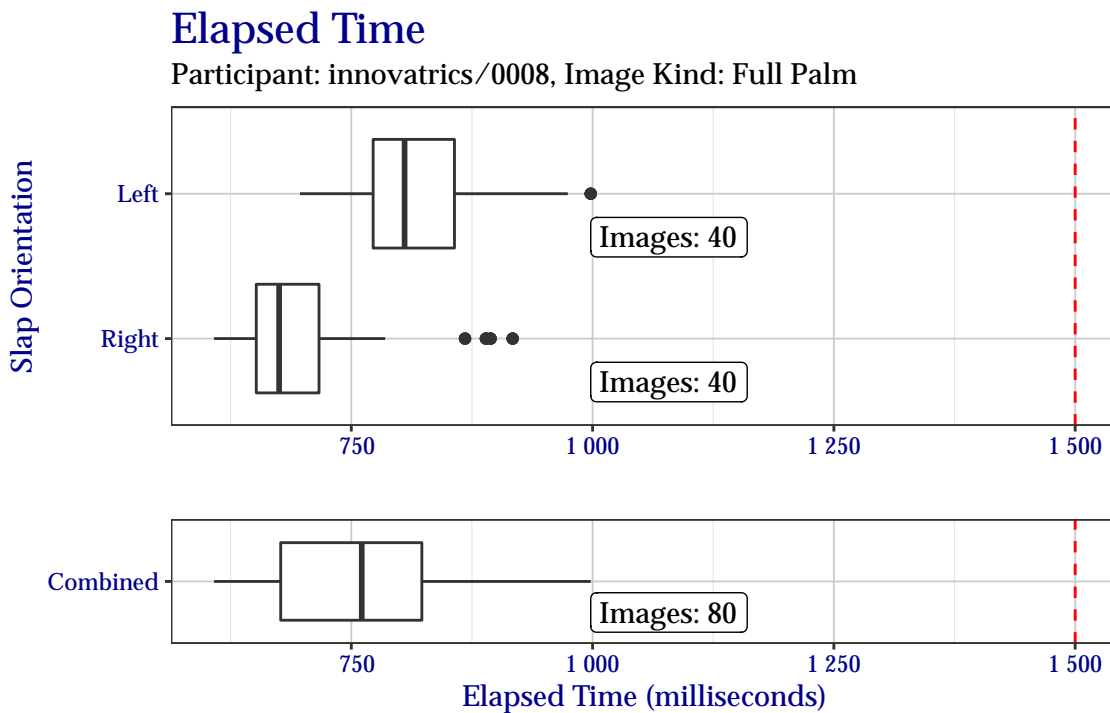 Elapsed Time
Participant: innovatrics/0008, Image Kind: Full Palm
Slap Orientation
Left
Images: 40
Right
Images: 40
750 1 000 1 250 1 500
Combined
Images: 80
750 1 000 1 250 1 500
Elapsed Time (milliseconds)